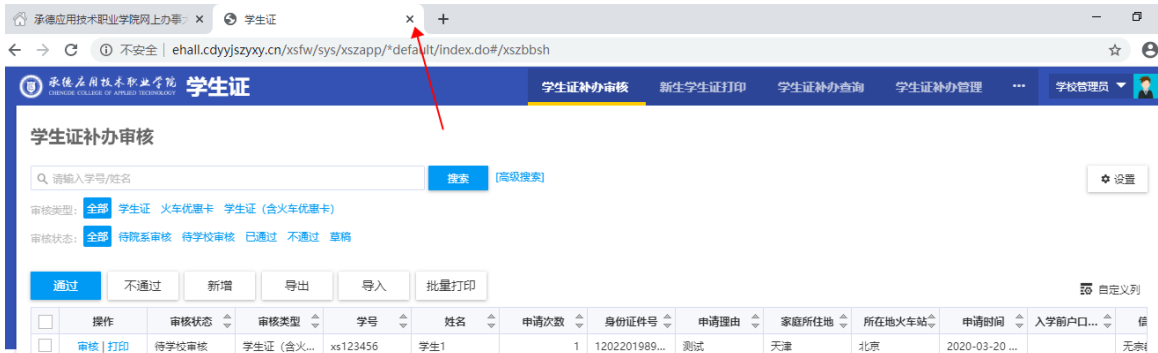 承德应用技术职业学院网上办事 学生证
不安全 ehall.cdyyjszyxy.cn/xsfw/sys/xszapp/*default/index.do#/xszbbsh
承德应用技术职业学院 学生证 学生证补办审核 新生学生证打印 学生证补办查询 学生证补办管理 ··· 学校管理员
CHENGDE COLLEGE OF APPLIED TECHNOLOGY
学生证补办审核
请输入学号/姓名 搜索 [高级搜索] 设置
审核类型: 全部 学生证 火车优惠卡 学生证（含火车优惠卡）
审核状态: 全部 待院系审核 待学校审核 已通过 不通过 草稿
通过 不通过 新增 导出 导入 批量打印 自定义列
操作 审核状态 审核类型 学号 姓名 申请次数 身份证件号 申请理由 家庭所住地 所在地火车站 申请时间 入学前户口...
审核 | 打印 待学校审核 学生证（含火... xs123456 学生1 1 1202201989... 测试 天津 北京 2020-03-20 ...